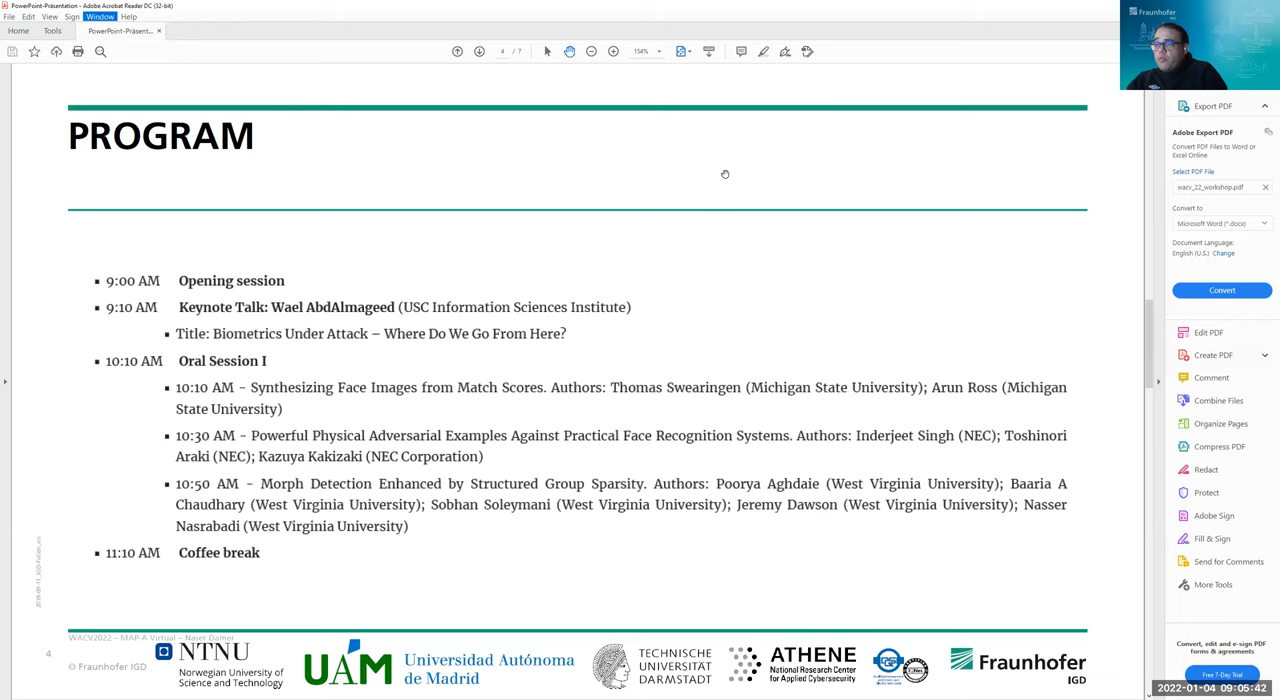 PowerPoint-Präsentation - Adobe Acrobat Reader DC (32-bit)
File Edit View Sign Window Help
Home Tools PowerPoint-Präsent... ×
4 / 7 154%
Fraunhofer
PROGRAM
9:00 AM Opening session
9:10 AM Keynote Talk: Wael AbdAlmageed (USC Information Sciences Institute)
Title: Biometrics Under Attack – Where Do We Go From Here?
10:10 AM Oral Session I
10:10 AM - Synthesizing Face Images from Match Scores. Authors: Thomas Swearingen (Michigan State University); Arun Ross (Michigan
State University)
10:30 AM - Powerful Physical Adversarial Examples Against Practical Face Recognition Systems. Authors: Inderjeet Singh (NEC); Toshinori
Araki (NEC); Kazuya Kakizaki (NEC Corporation)
10:50 AM - Morph Detection Enhanced by Structured Group Sparsity. Authors: Poorya Aghdaie (West Virginia University); Baaria A
Chaudhary (West Virginia University); Sobhan Soleymani (West Virginia University); Jeremy Dawson (West Virginia University); Nasser
Nasrabadi (West Virginia University)
11:10 AM Coffee break
WACV2022 – MAP-A Virtual – Naser Damer
4
© Fraunhofer IGD
NTNU
Norwegian University of
Science and Technology
UAM
Universidad Autónoma
de Madrid
TECHNISCHE
UNIVERSITÄT
DARMSTADT
ATHENE
National Research Center
for Applied Cybersecurity
Fraunhofer
IGD
Export PDF
Adobe Export PDF
Convert PDF Files to Word or
Excel Online
Select PDF File
wacv_22_workshop.pdf
Convert to
Microsoft Word (*.docx)
Document Language:
English (U.S.) Change
Convert
Edit PDF
Create PDF
Comment
Combine Files
Organize Pages
Compress PDF
Redact
Protect
Adobe Sign
Fill & Sign
Send for Comments
More Tools
Convert, edit and e-sign PDF
forms & agreements
Free 7-Day Trial
2022-01-04 09:05:42